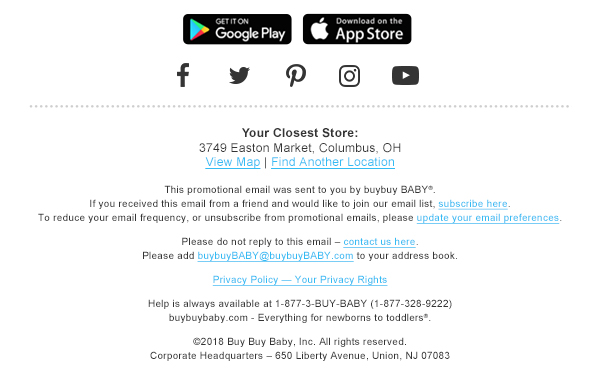 GET IT ON
Google Play
Download on the
App Store
Your Closest Store:
3749 Easton Market, Columbus, OH
View Map | Find Another Location
This promotional email was sent to you by buybuy BABY®.
If you received this email from a friend and would like to join our email list, subscribe here.
To reduce your email frequency, or unsubscribe from promotional emails, please update your email preferences.
Please do not reply to this email – contact us here.
Please add buybuyBABY@buybuyBABY.com to your address book.
Privacy Policy — Your Privacy Rights
Help is always available at 1-877-3-BUY-BABY (1-877-328-9222)
buybuybaby.com - Everything for newborns to toddlers®.
©2018 Buy Buy Baby, Inc. All rights reserved.
Corporate Headquarters – 650 Liberty Avenue, Union, NJ 07083